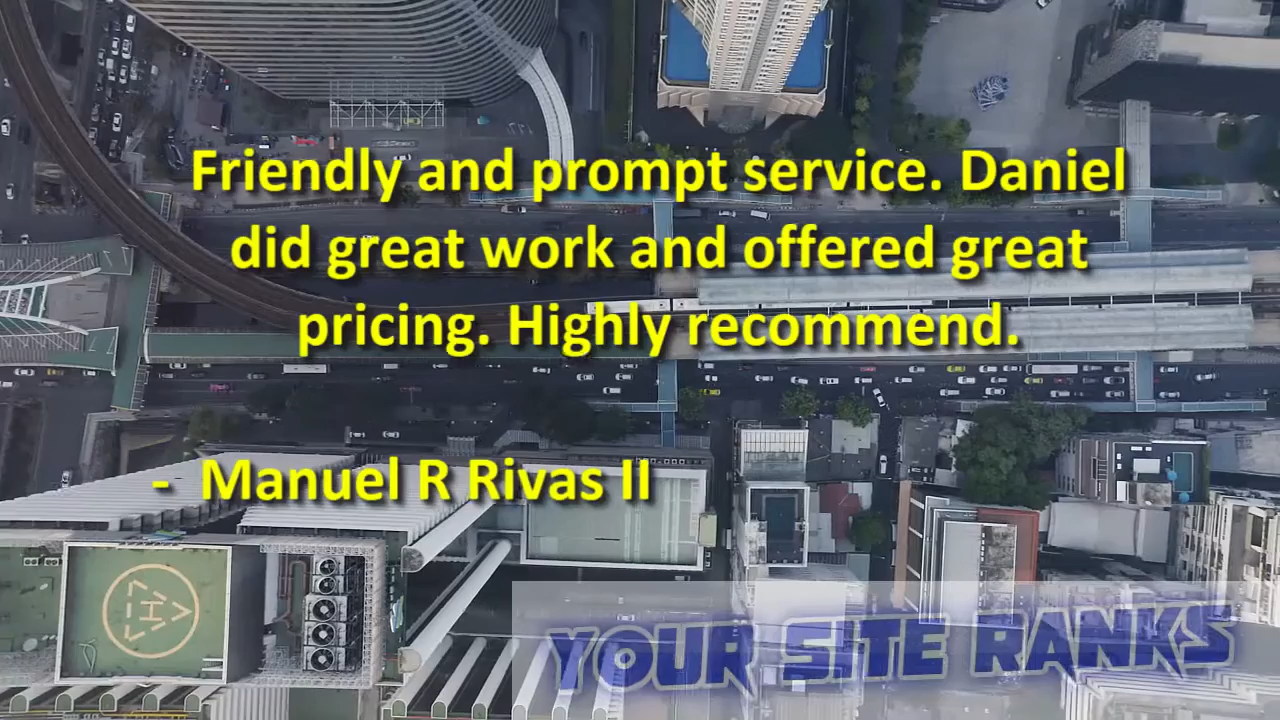 Friendly and prompt service. Daniel
did great work and offered great
pricing. Highly recommend.
- Manuel R Rivas II
H
YOUR SITE RANKS